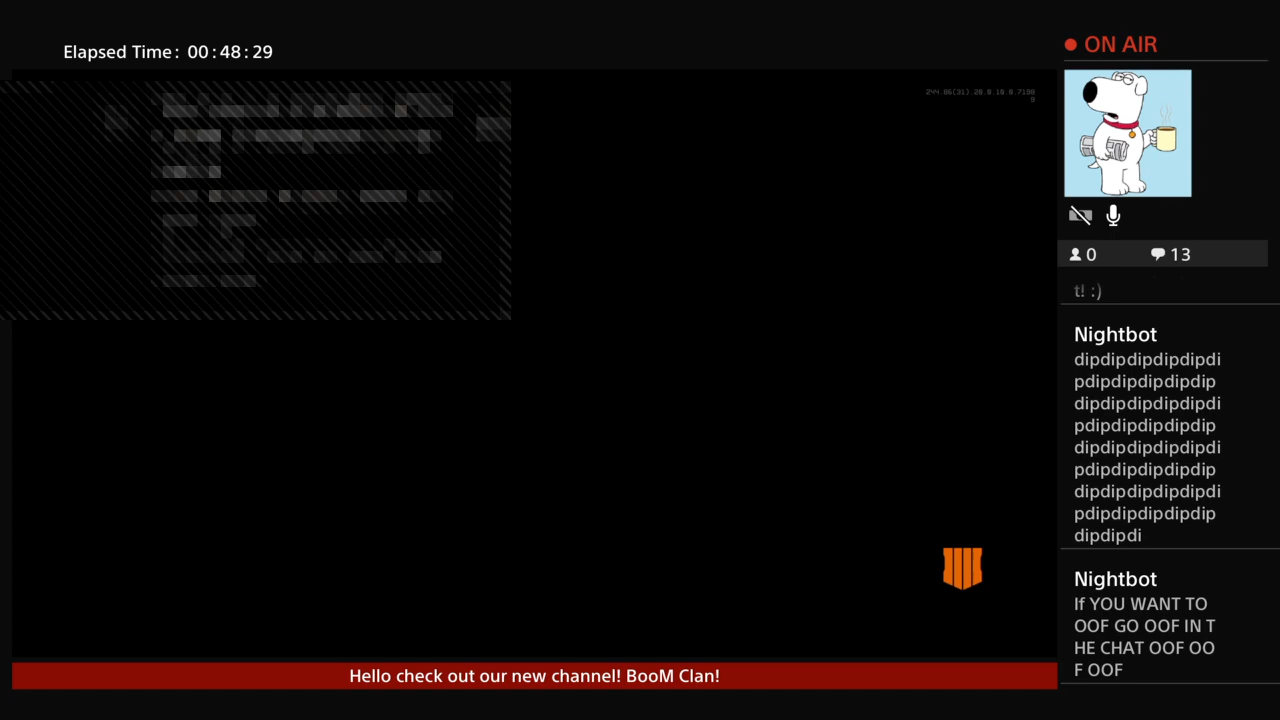 Elapsed Time: 00:48:29
ON AIR
0
13
t! :)
Nightbot
dipdipdipdipdipdi
pdipdipdipdipdip
dipdipdipdipdipdi
pdipdipdipdipdip
dipdipdipdipdipdi
pdipdipdipdipdip
dipdipdipdipdipdi
pdipdipdipdipdip
dipdipdi
Nightbot
If YOU WANT TO
OOF GO OOF IN T
HE CHAT OOF OO
F OOF
Hello check out our new channel! BooM Clan!